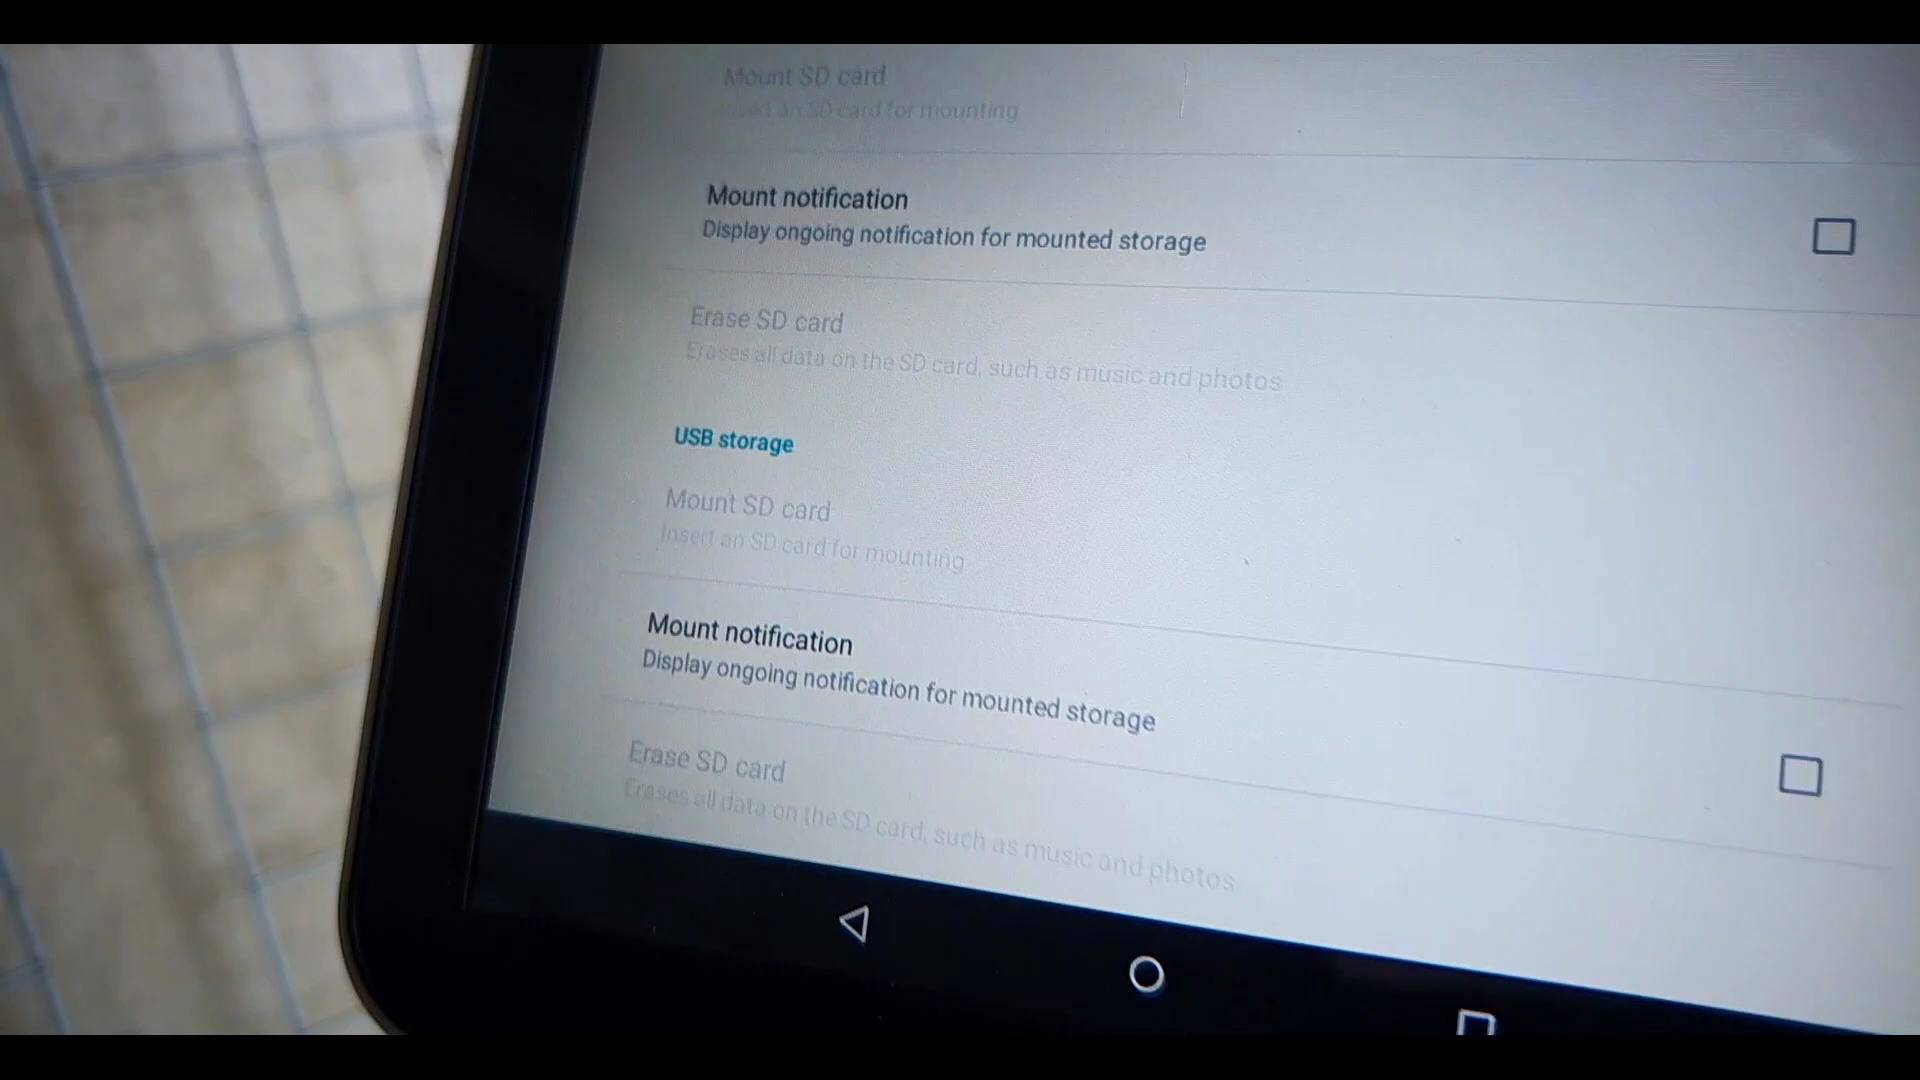 Mount SD card
Insert an SD card for mounting
Mount notification
Display ongoing notification for mounted storage
Erase SD card
Erases all data on the SD card, such as music and photos
USB storage
Mount SD card
Insert an SD card for mounting
Mount notification
Display ongoing notification for mounted storage
Erase SD card
Erases all data on the SD card, such as music and photos